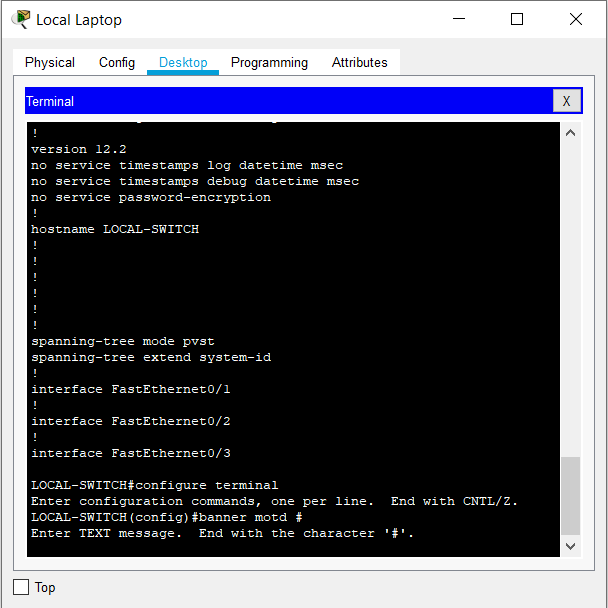 Local Laptop
Physical Config Desktop Programming Attributes
Terminal X
!
version 12.2
no service timestamps log datetime msec
no service timestamps debug datetime msec
no service password-encryption
!
hostname LOCAL-SWITCH
!
!
!
!
!
!
spanning-tree mode pvst
spanning-tree extend system-id
!
interface FastEthernet0/1
!
interface FastEthernet0/2
!
interface FastEthernet0/3
LOCAL-SWITCH#configure terminal
Enter configuration commands, one per line.  End with CNTL/Z.
LOCAL-SWITCH(config)#banner motd #
Enter TEXT message.  End with the character '#'.
Top